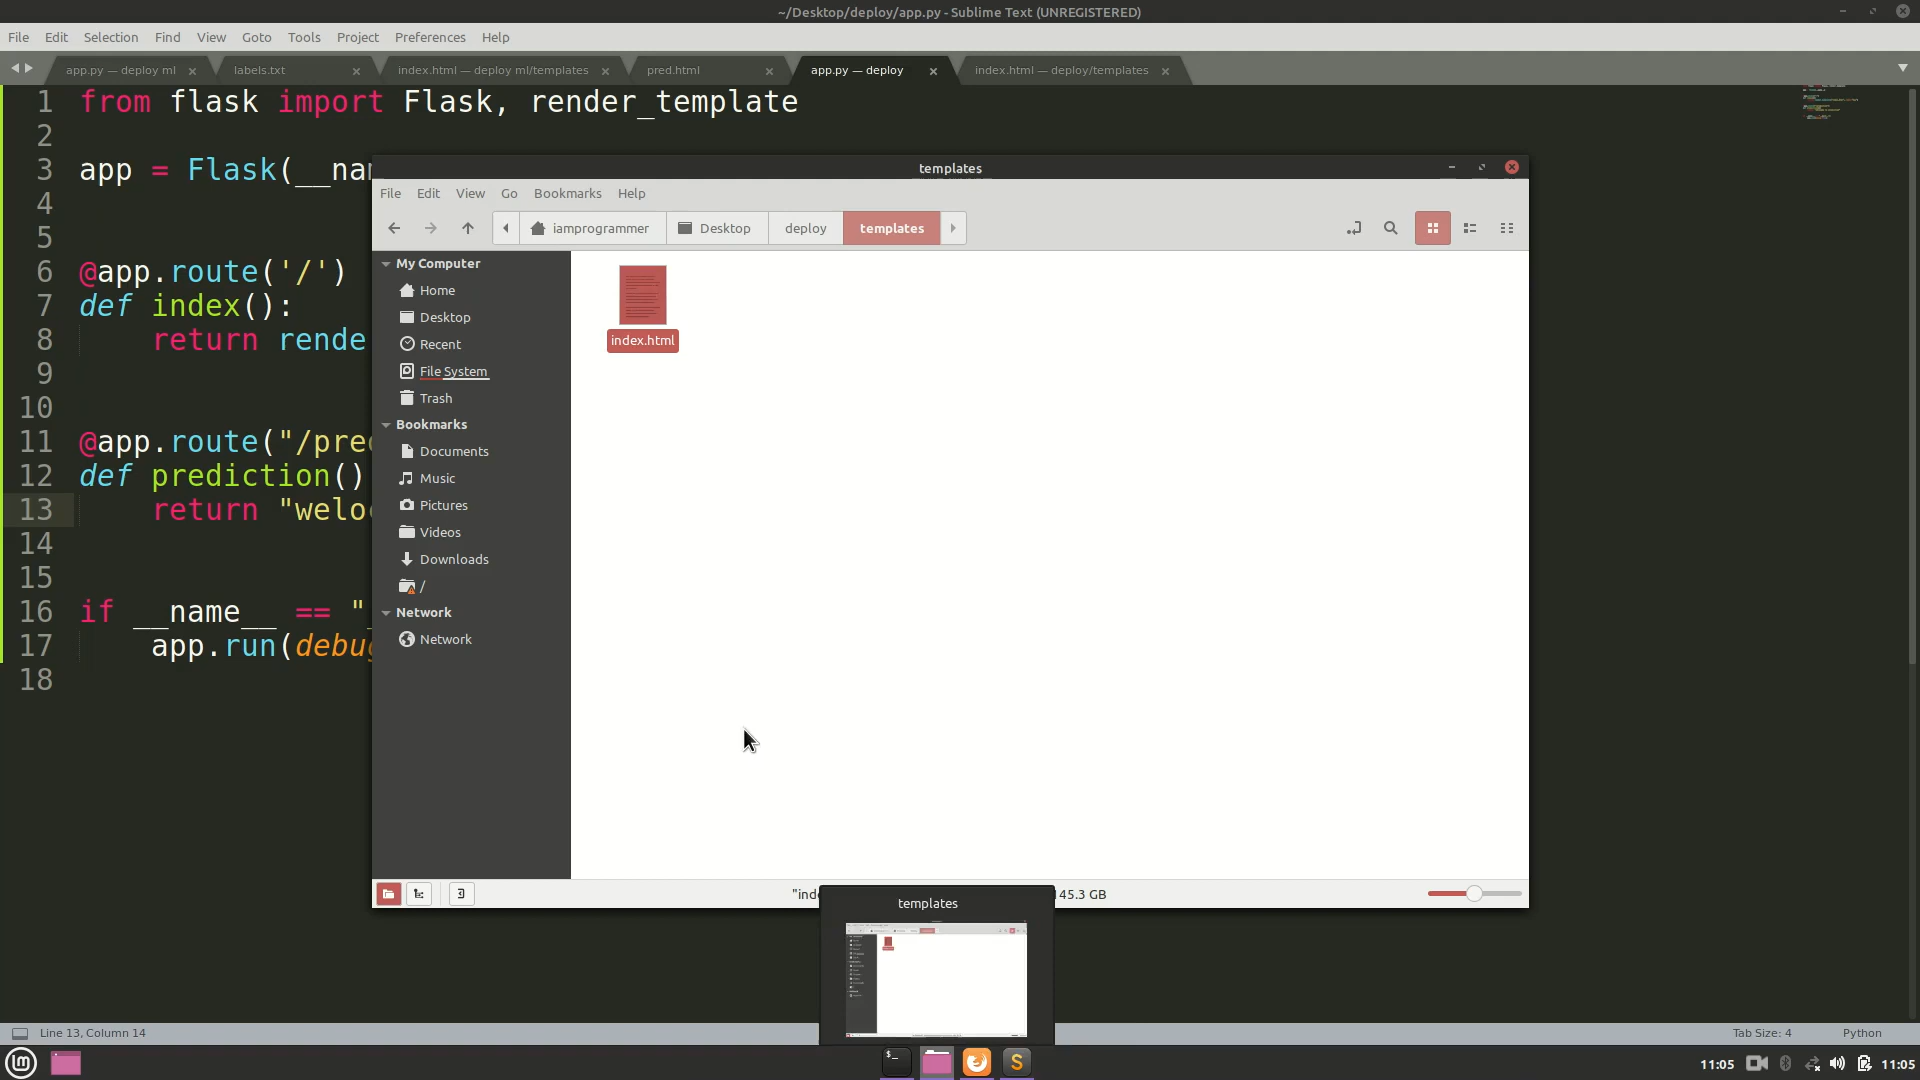 ~/Desktop/deploy/app.py - Sublime Text (UNREGISTERED)
File Edit Selection Find View Goto Tools Project Preferences Help
app.py — deploy ml labels.txt index.html — deploy ml/templates pred.html app.py — deploy index.html — deploy/templates
1 from flask import Flask, render_template
2
3 app = Flask(__nam
4
5
6 @app.route('/')
7 def index():
8 return rende
9
10
11 @app.route("/pred
12 def prediction()
13 return "weloc
14
15
16 if __name__ == "_
17 app.run(debug
18
templates
File Edit View Go Bookmarks Help
iamprogrammer Desktop deploy templates
My Computer
Home
Desktop
Recent
File System
Trash
Bookmarks
Documents
Music
Pictures
Videos
Downloads
/
Network
Network
index.html
"inde 45.3 GB
templates
Line 13, Column 14 Tab Size: 4 Python
11:05 11:05